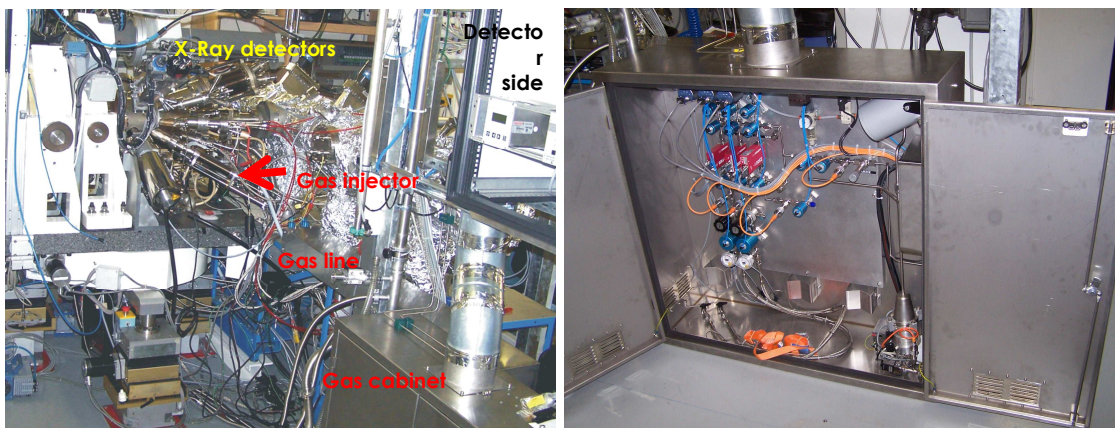 X-Ray detectors
Detecto
r
side
Gas injector
Gas line
Gas cabinet